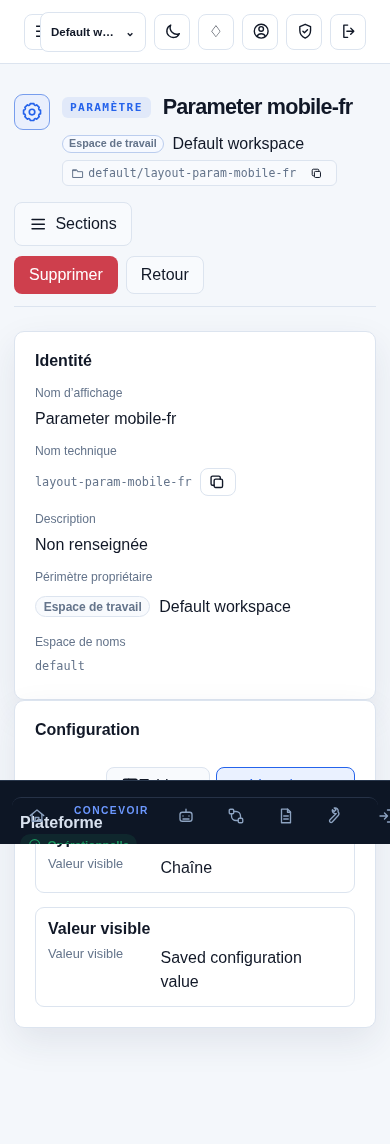 Default w... 
PARAMÈTRE Parameter mobile-fr
Espace de travail Default workspace
default/layout-param-mobile-fr
Sections
Supprimer Retour
Identité
Nom d'affichage
Parameter mobile-fr
Nom technique
layout-param-mobile-fr
Description
Non renseignée
Périmètre propriétaire
Espace de travail Default workspace
Espace de noms
default
Configuration
CONCEVOIR
Plateforme
Valeur visible Chaîne
Valeur visible
Valeur visible Saved configuration
value